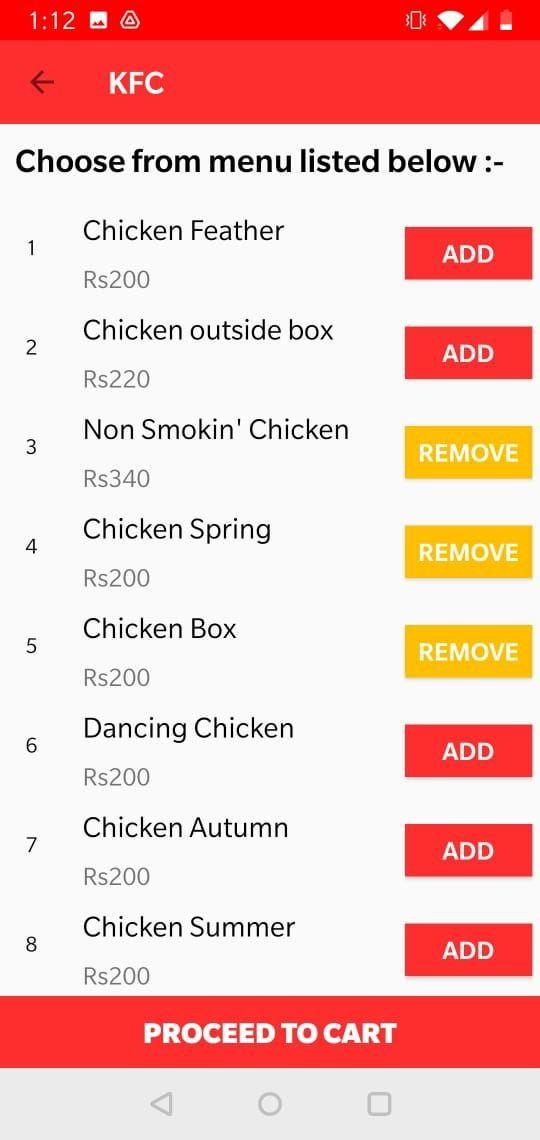 1:12
KFC
Choose from menu listed below :-
1
Chicken Feather
Rs200
ADD
2
Chicken outside box
Rs220
ADD
3
Non Smokin' Chicken
Rs340
REMOVE
4
Chicken Spring
Rs200
REMOVE
5
Chicken Box
Rs200
REMOVE
6
Dancing Chicken
Rs200
ADD
7
Chicken Autumn
Rs200
ADD
8
Chicken Summer
Rs200
ADD
PROCEED TO CART